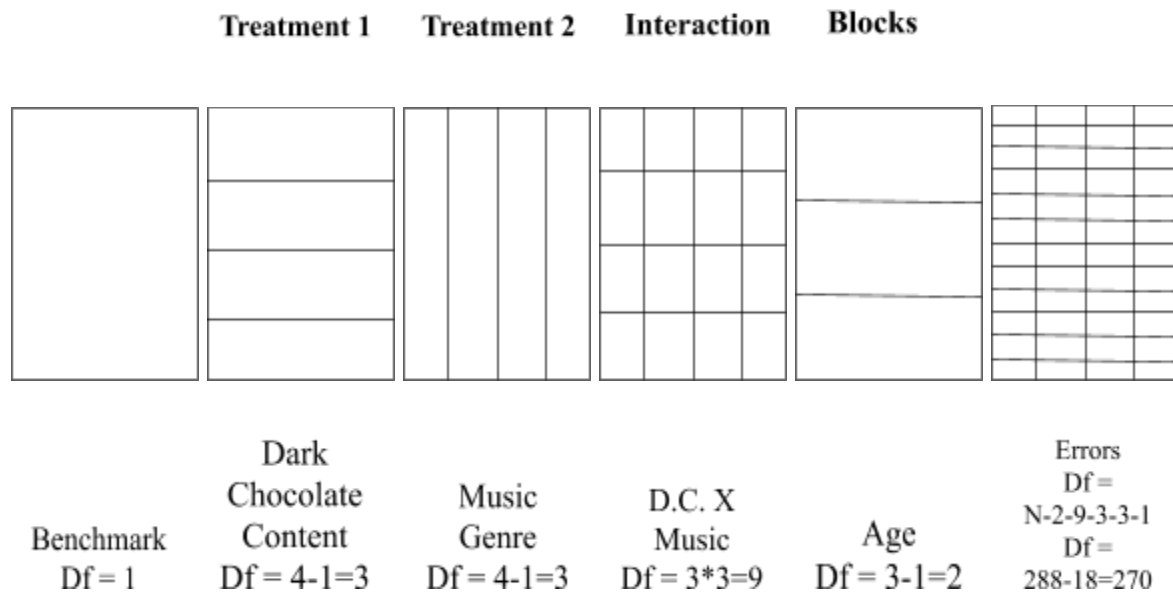 Treatment 1 Treatment 2 Interaction Blocks
Benchmark
Df = 1
Dark
Chocolate
Content
Df = 4-1=3
Music
Genre
Df = 4-1=3
D.C. X
Music
Df = 3*3=9
Age
Df = 3-1=2
Errors
Df =
N-2-9-3-3-1
Df =
288-18=270